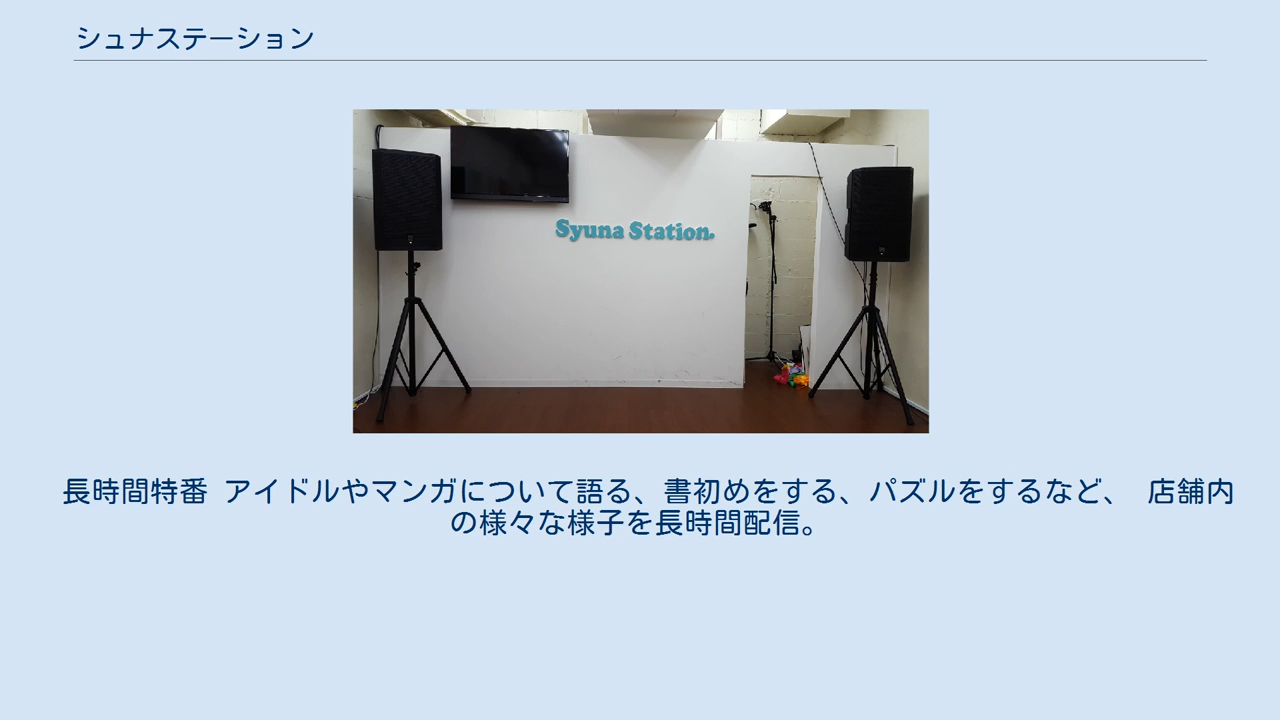 シュナステーション
Syuna Station.
長時間特番 アイドルやマンガについて語る、書初めをする、パズルをするなど、 店舗内
の様々な様子を長時間配信。